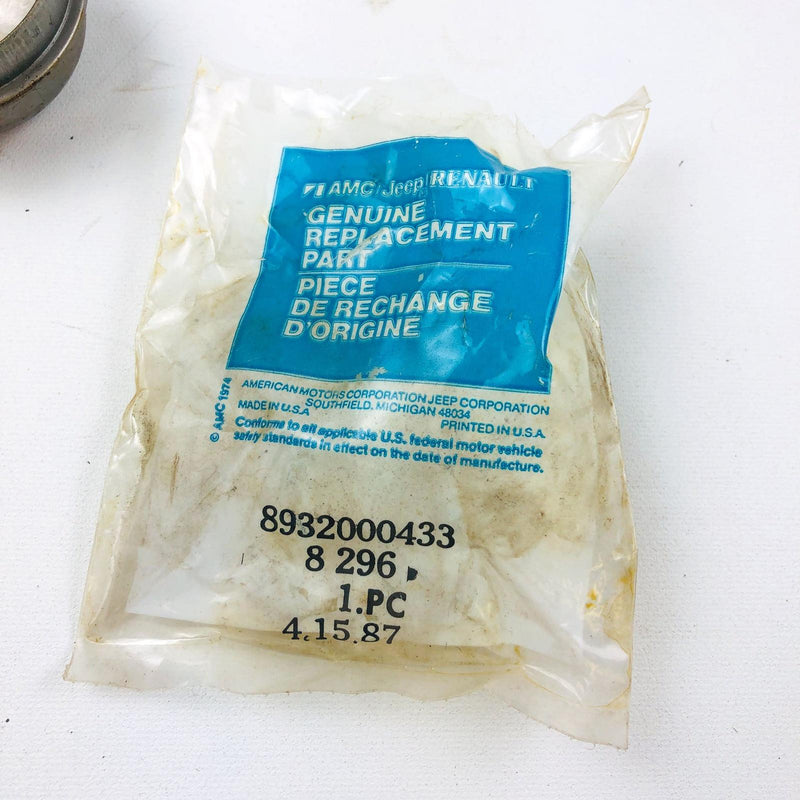 AMC/Jeep/RENAULT
GENUINE
REPLACEMENT
PART
PIECE
DE RECHANGE
D'ORIGINE
© AMC 1974
AMERICAN MOTORS CORPORATION JEEP CORPORATION
SOUTHFIELD, MICHIGAN 48034
MADE IN U.S.A
PRINTED IN U.S.A.
Conforms to all applicable U.S. federal motor vehicle
safety standards in effect on the date of manufacture.
8932000433
8 296
1.PC
4.15.87